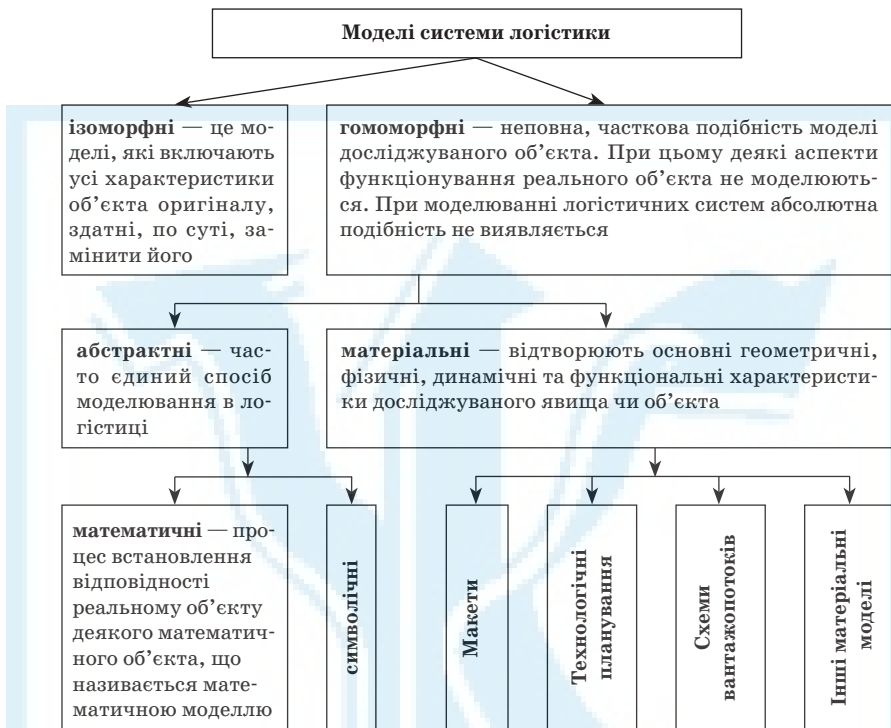 Моделі системи логістики
ізоморфні — це мо-
делі, які включають
усі характеристики
об’єкта оригіналу,
здатні, по суті, за-
мінити його
гомоморфні — неповна, часткова подібність моделі
досліджуваного об’єкта. При цьому деякі аспекти
функціонування реального об’єкта не моделюють-
ся. При моделюванні логістичних систем абсолютна
подібність не виявляється
абстрактні — час-
то єдиний спосіб
моделювання в ло-
гістиці
матеріальні — відтворюють основні геометричні,
фізичні, динамічні та функціональні характеристи-
ки досліджуваного явища чи об’єкта
математичні — про-
цес встановлення
відповідності
реальному об’єкту
деякого математич-
ного об’єкта, що
називається мате-
матичною моделлю
символічні
Макети
Технологічні
планування
Схеми
вантажопотоків
Інші матеріальні
моделі